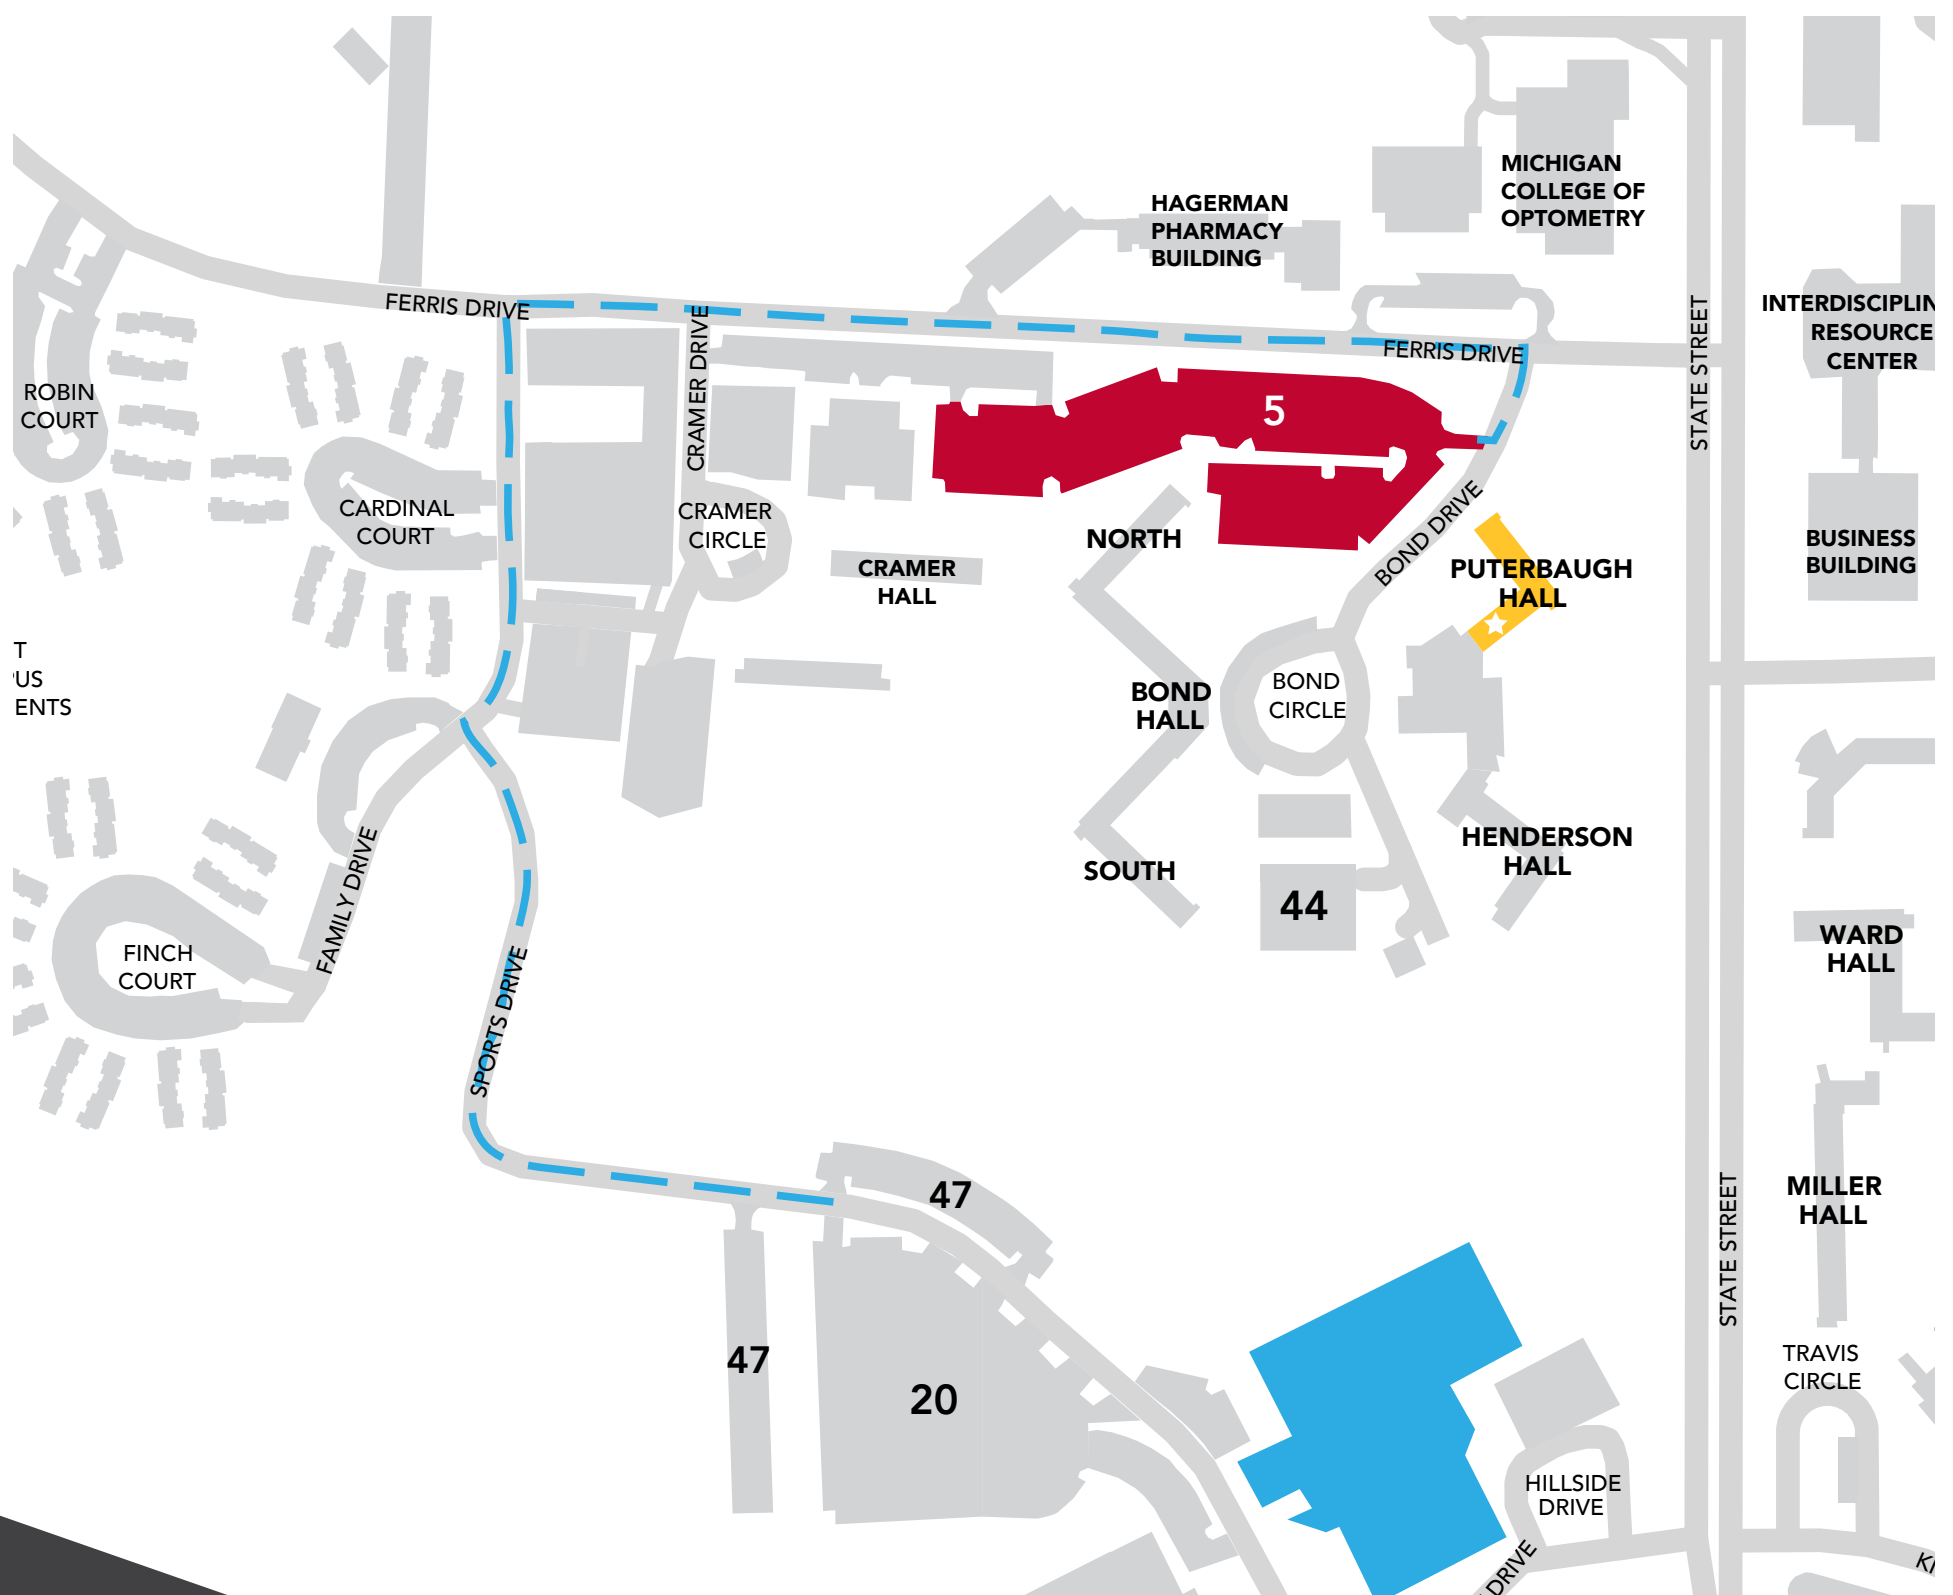 MICHIGAN
COLLEGE OF
OPTOMETRY
HAGERMAN
PHARMACY
BUILDING
FERRIS DRIVE
CRAMER DRIVE
FERRIS DRIVE
STATE STREET
INTERDISCIPLIN
RESOURCE
CENTER
ROBIN
COURT
5
CARDINAL
COURT
CRAMER
CIRCLE
NORTH
BOND DRIVE
CRAMER
HALL
PUTERBAUGH
HALL
BUSINESS
BUILDING
T
US
ENTS
BOND
HALL
BOND
CIRCLE
FAMILY DRIVE
SOUTH
44
HENDERSON
HALL
FINCH
COURT
SPORTS DRIVE
WARD
HALL
47
STATE STREET
MILLER
HALL
47
20
TRAVIS
CIRCLE
HILLSIDE
DRIVE
DRIVE